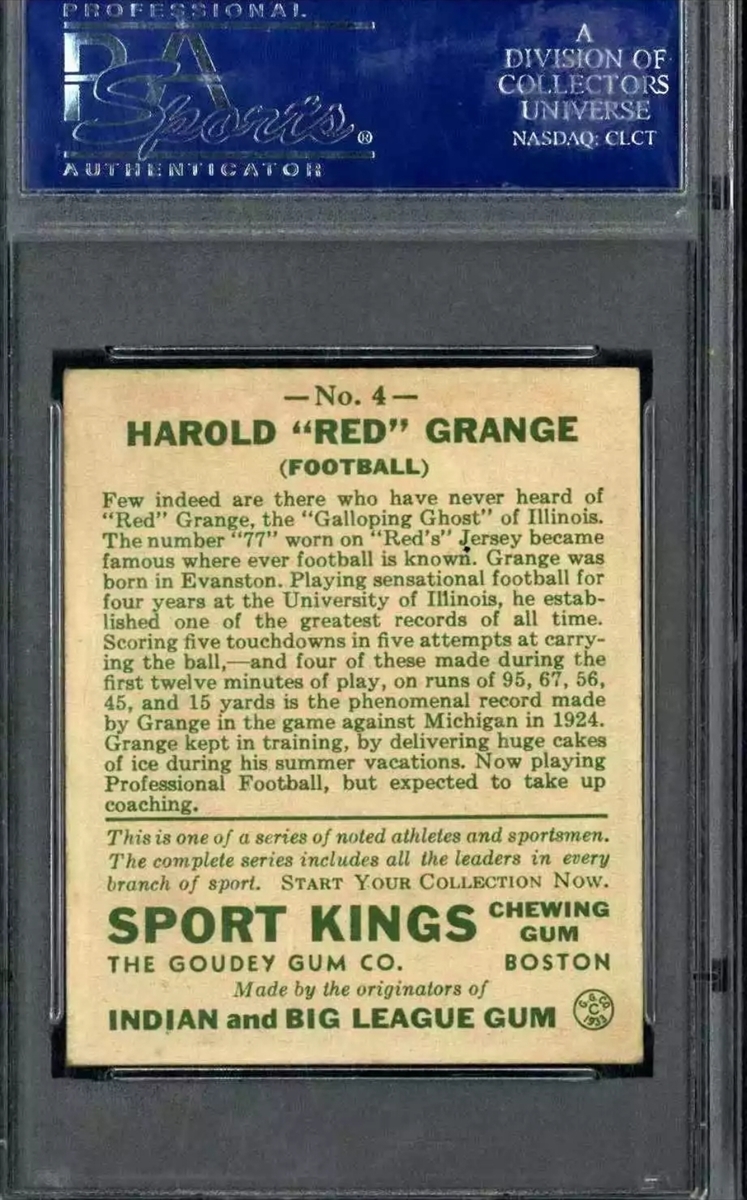 PROFESSIONAL
PSA
Sports®
AUTHENTICATOR
A
DIVISION OF
COLLECTORS
UNIVERSE
NASDAQ: CLCT
—No. 4—
HAROLD “RED” GRANGE
(FOOTBALL)
Few indeed are there who have never heard of
“Red” Grange, the “Galloping Ghost” of Illinois.
The number “77” worn on “Red's” Jersey became
famous where ever football is known. Grange was
born in Evanston. Playing sensational football for
four years at the University of Illinois, he estab-
lished one of the greatest records of all time.
Scoring five touchdowns in five attempts at carry-
ing the ball,—and four of these made during the
first twelve minutes of play, on runs of 95, 67, 56,
45, and 15 yards is the phenomenal record made
by Grange in the game against Michigan in 1924.
Grange kept in training, by delivering huge cakes
of ice during his summer vacations. Now playing
Professional Football, but expected to take up
coaching.
This is one of a series of noted athletes and sportsmen.
The complete series includes all the leaders in every
branch of sport. START YOUR COLLECTION NOW.
SPORT KINGS CHEWING GUM
THE GOUDEY GUM CO. BOSTON
Made by the originators of
INDIAN and BIG LEAGUE GUM
G.G.CO.
C
1933